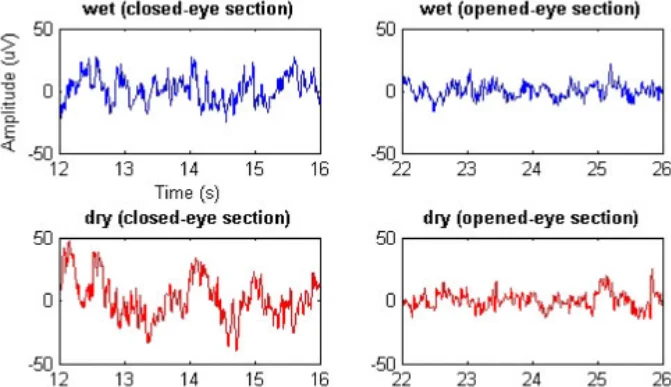 wet (closed-eye section)
wet (opened-eye section)
Amplitude (uV)
50
0
-50
12 13 14 15 16
Time (s)
50
0
-50
22 23 24 25 26
dry (closed-eye section)
dry (opened-eye section)
50
0
-50
12 13 14 15 16
50
0
-50
22 23 24 25 26